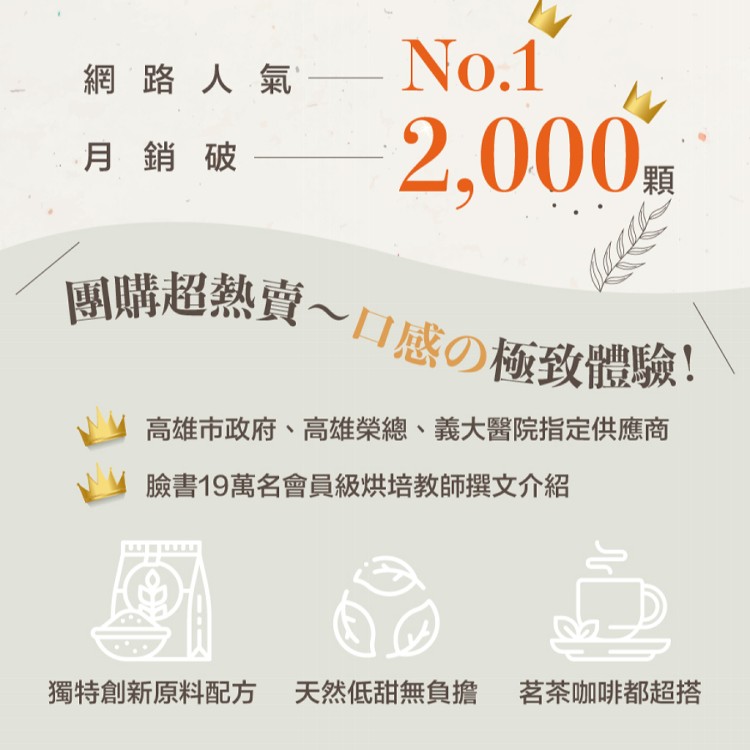 網路人氣 No.1
月銷破 2,000顆
團購超熱賣～口感の極致體驗!
高雄市政府、高雄榮總、義大醫院指定供應商
臉書19萬名會員級烘培教師撰文介紹
獨特創新原料配方 天然低甜無負擔 茗茶咖啡都超搭